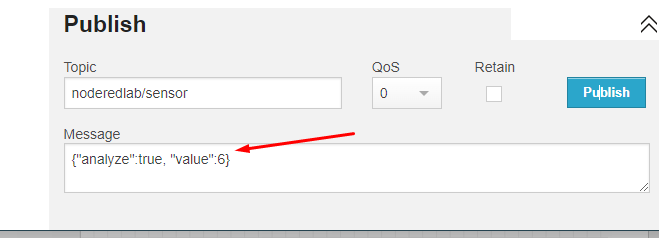 Publish
Topic QoS Retain
noderedlab/sensor 0 Publish
Message
{"analyze":true, "value":6}